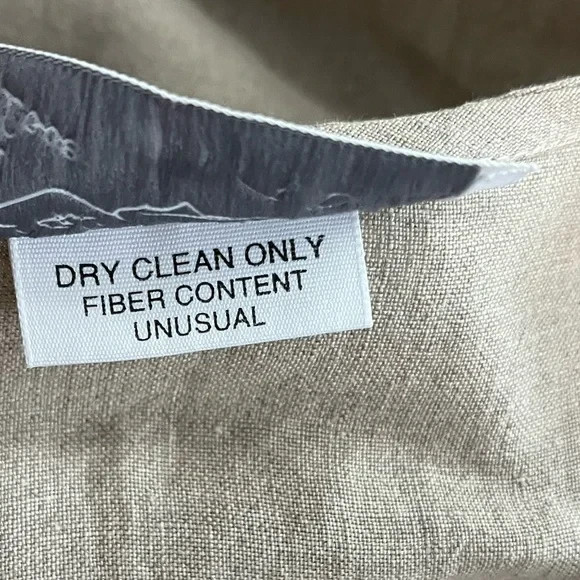 DRY CLEAN ONLY
FIBER CONTENT
UNUSUAL